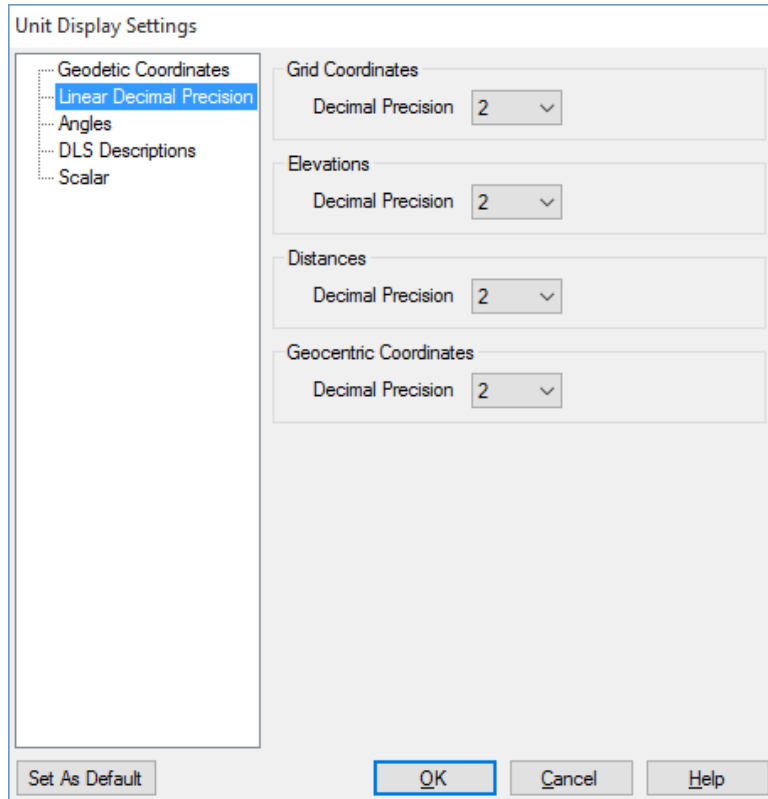 Unit Display Settings
Geodetic Coordinates
Linear Decimal Precision
Angles
DLS Descriptions
Scalar
Grid Coordinates
Decimal Precision 2
Elevations
Decimal Precision 2
Distances
Decimal Precision 2
Geocentric Coordinates
Decimal Precision 2
Set As Default
OK
Cancel
Help